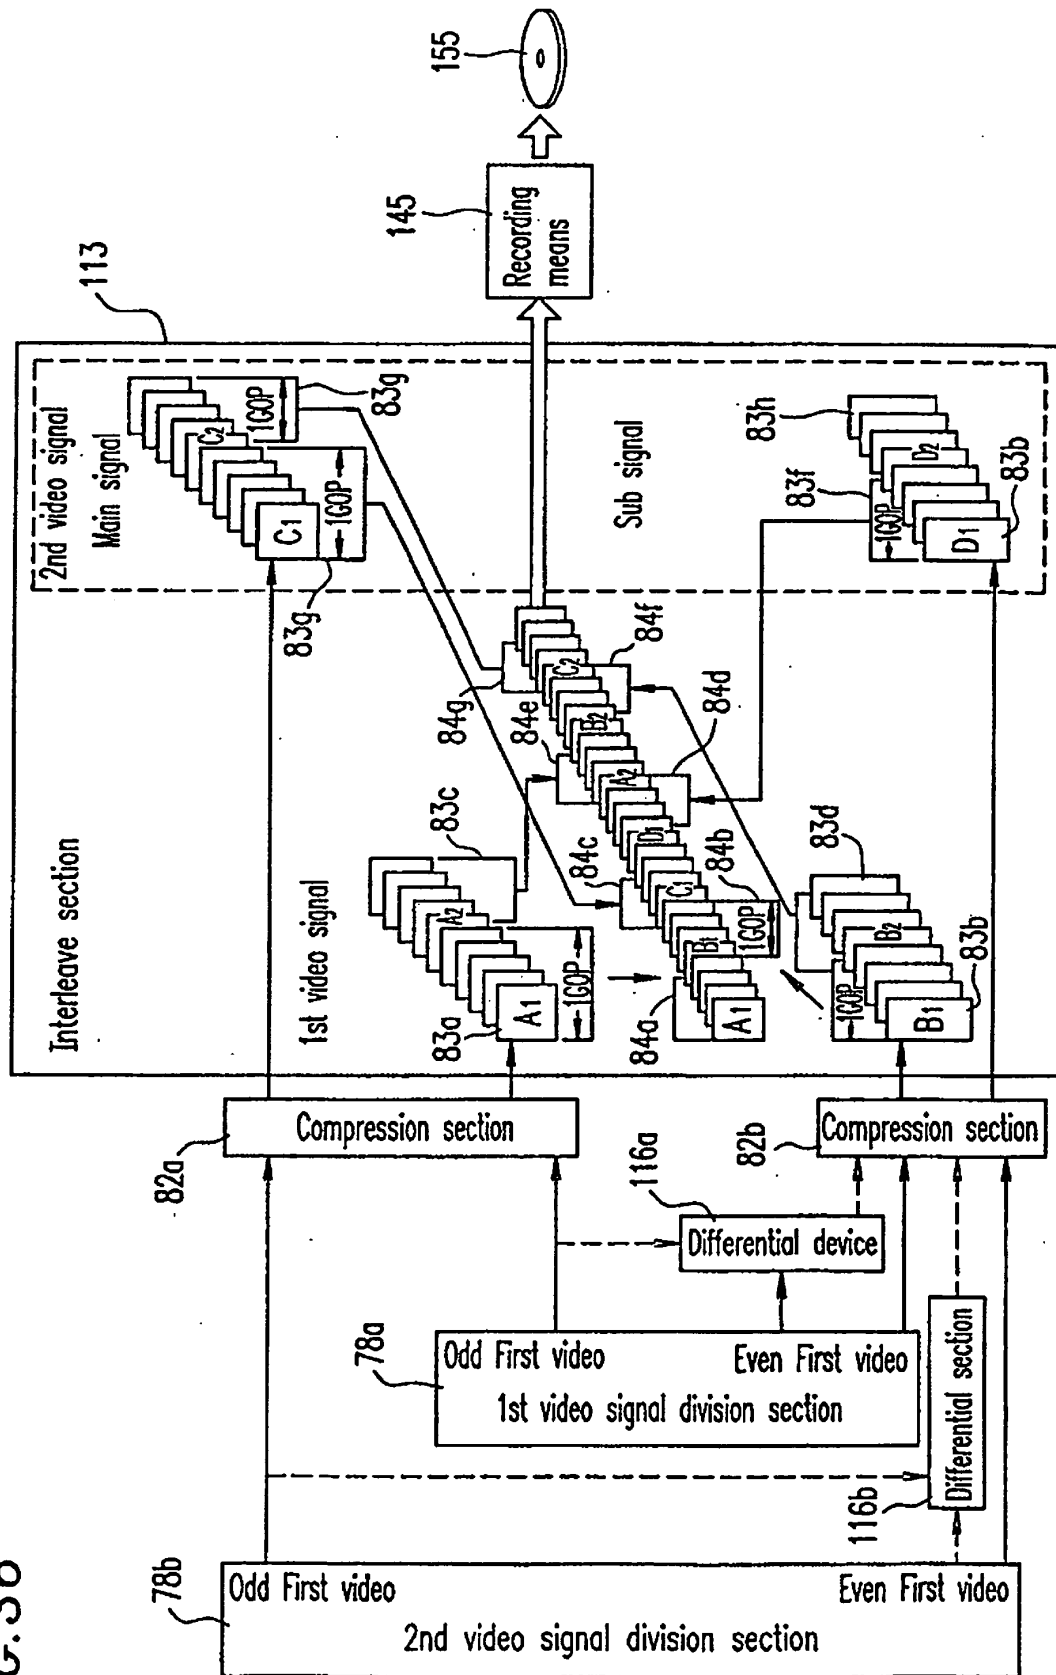 G.36
155
145
Recording
means
113
Interleave section
2nd video signal
Main signal
C2
83g
1GOP
C1
1GOP
83g
Sub signal
83h
83f
D2
1GOP
D1
83b
1st video signal
83c
A2
83a
A1
1GOP
84g
84e
84f
84d
84c
84b
84a
C2
B2
A2
D1
C1
B1
A1
1GOP
83d
B2
1GOP
B1
83b
82a
Compression section
82b
Compression section
116a
Differential device
78a
Odd First video
Even First video
1st video signal division section
116b
Differential section
78b
Odd First video
Even First video
2nd video signal division section